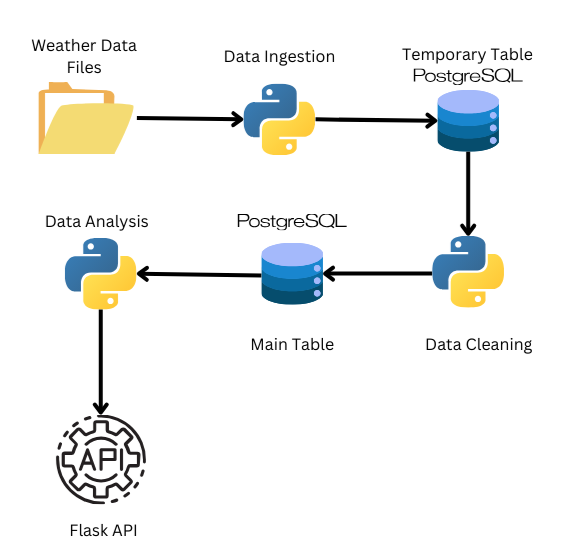 Weather Data
Files
Data Ingestion
Temporary Table
PostgreSQL
Data Analysis
PostgreSQL
Main Table
Data Cleaning
API
Flask API